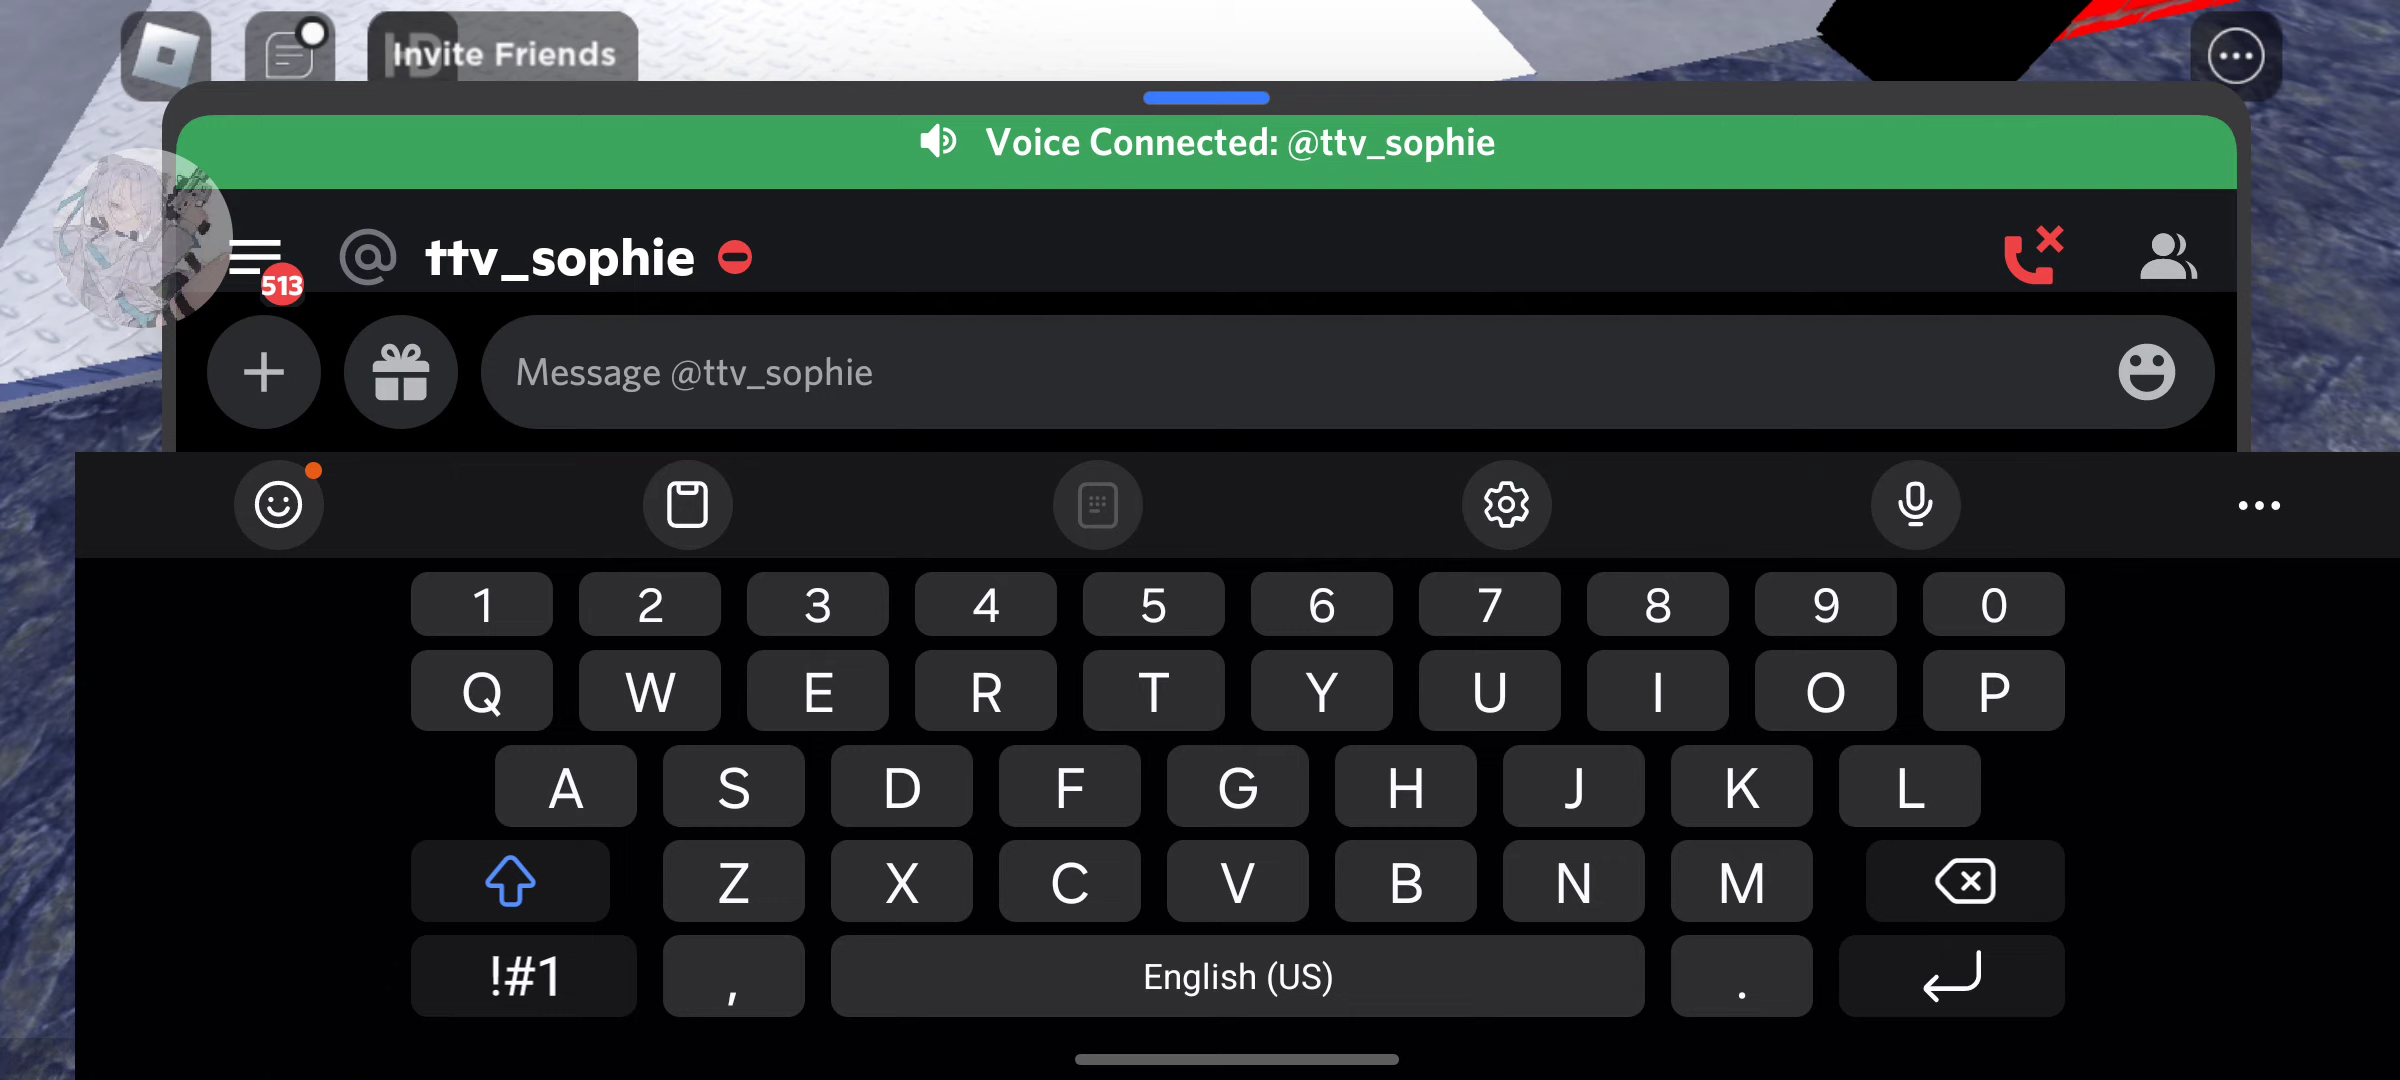 Invite Friends
Voice Connected: @ttv_sophie
ttv_sophie
513
Message @ttv_sophie
1 2 3 4 5 6 7 8 9 0
Q W E R T Y U I O P
A S D F G H J K L
Z X C V B N M
!#1 , English (US) .